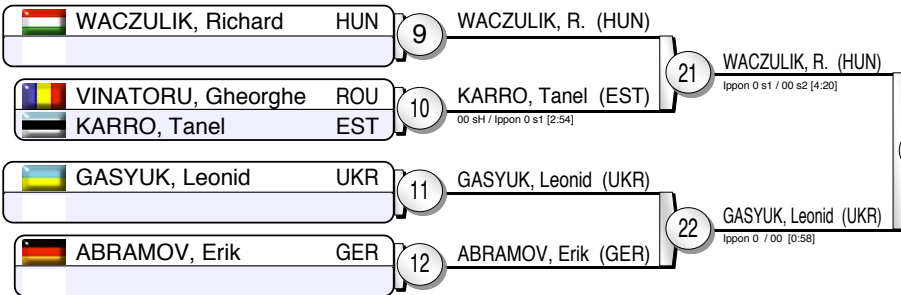 WACZULIK, Richard HUN
9
WACZULIK, R. (HUN)
VINATORU, Gheorghe ROU
KARRO, Tanel EST
10
KARRO, Tanel (EST)
00 sH / Ippon 0 s1 [2:54]
21
WACZULIK, R. (HUN)
Ippon 0 s1 / 00 s2 [4:20]
GASYUK, Leonid UKR
11
GASYUK, Leonid (UKR)
ABRAMOV, Erik GER
12
ABRAMOV, Erik (GER)
22
GASYUK, Leonid (UKR)
Ippon 0 / 00 [0:58]